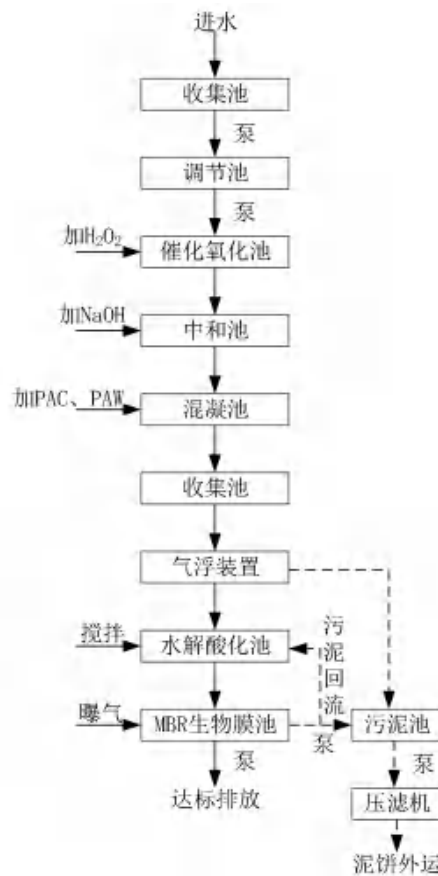 进水
收集池
泵
调节池
泵
加H₂O₂
催化氧化池
加NaOH
中和池
加PAC、PAW
混凝池
收集池
气浮装置
搅拌
水解酸化池
污泥回流
曝气
MBR生物膜池
泵
污泥池
泵
泵
达标排放
压滤机
泥饼外运